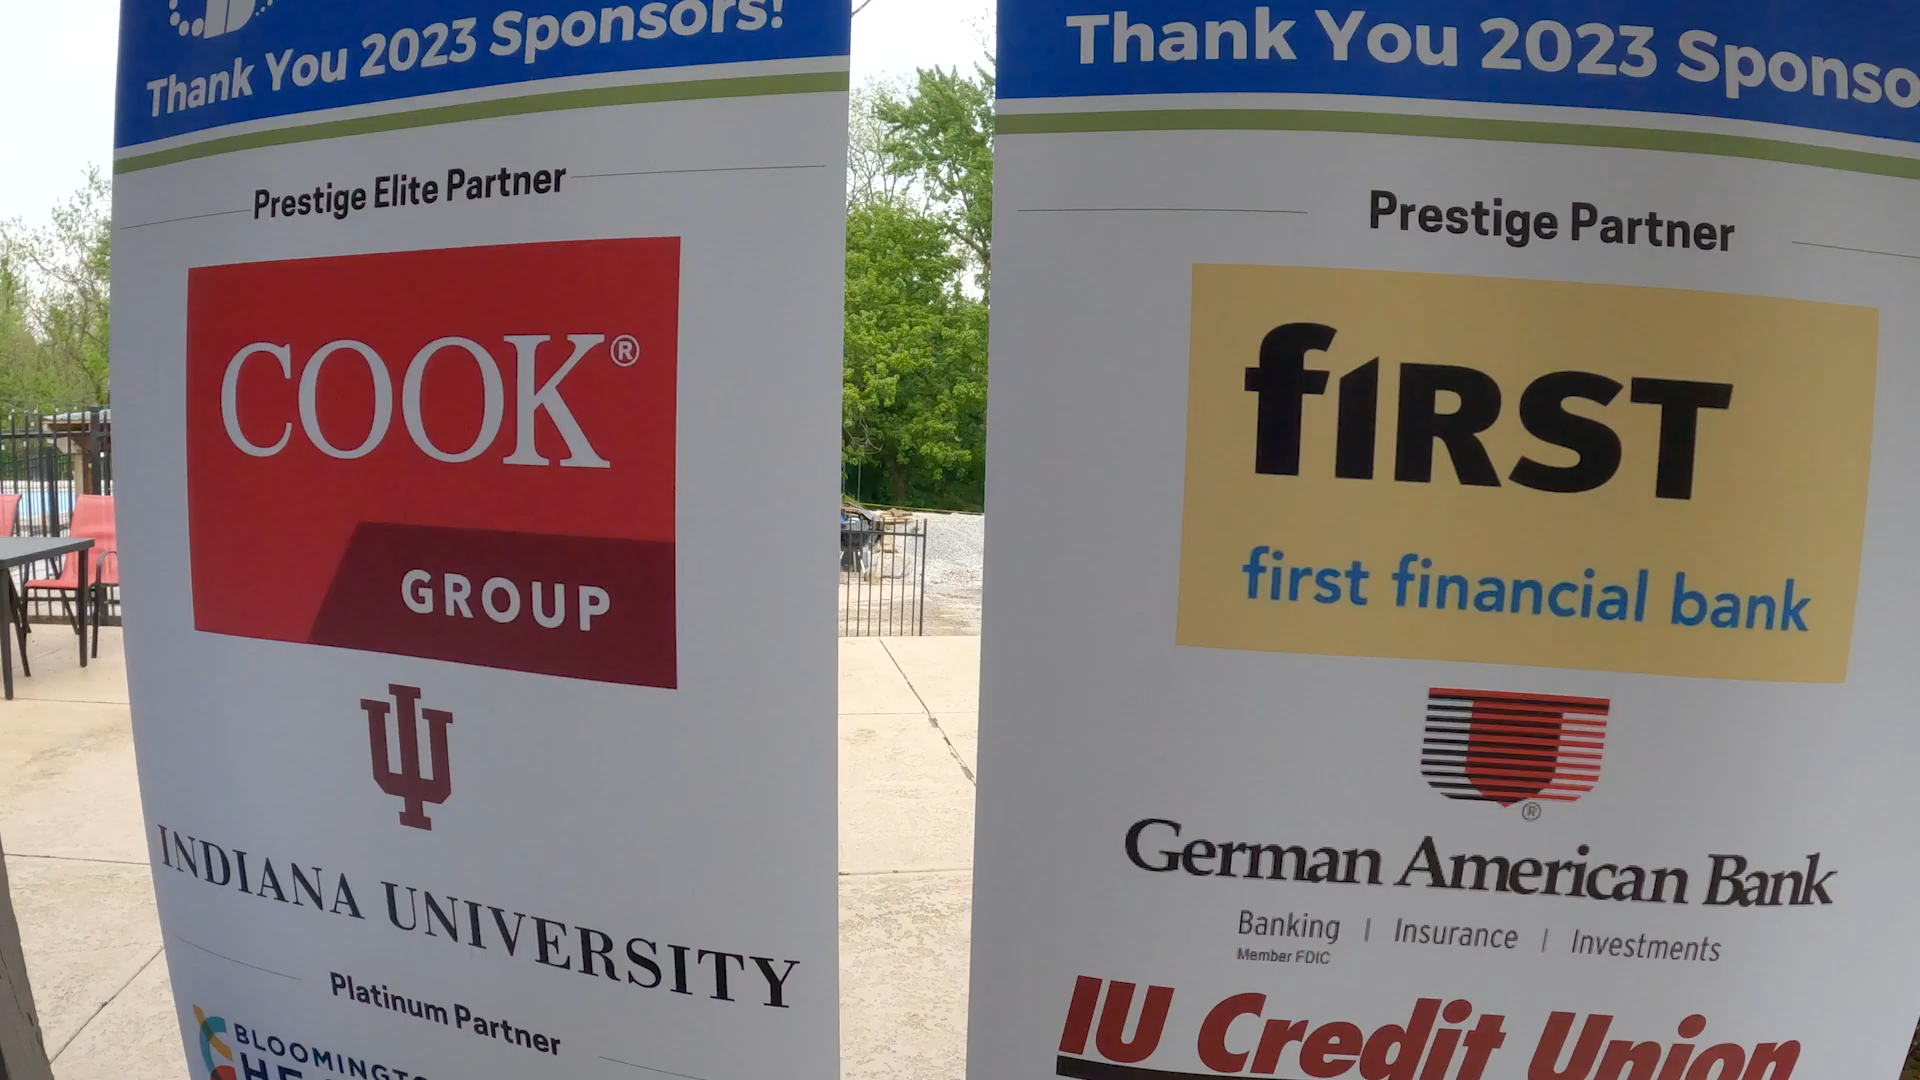 Thank You 2023 Sponsors!
Prestige Elite Partner
COOK®
GROUP
INDIANA UNIVERSITY
Platinum Partner
Thank You 2023
Prestige Partner
fIRST
first financial bank
®
German American Bank
Banking | Insurance | Investments
Member FDIC
IU Credit Union